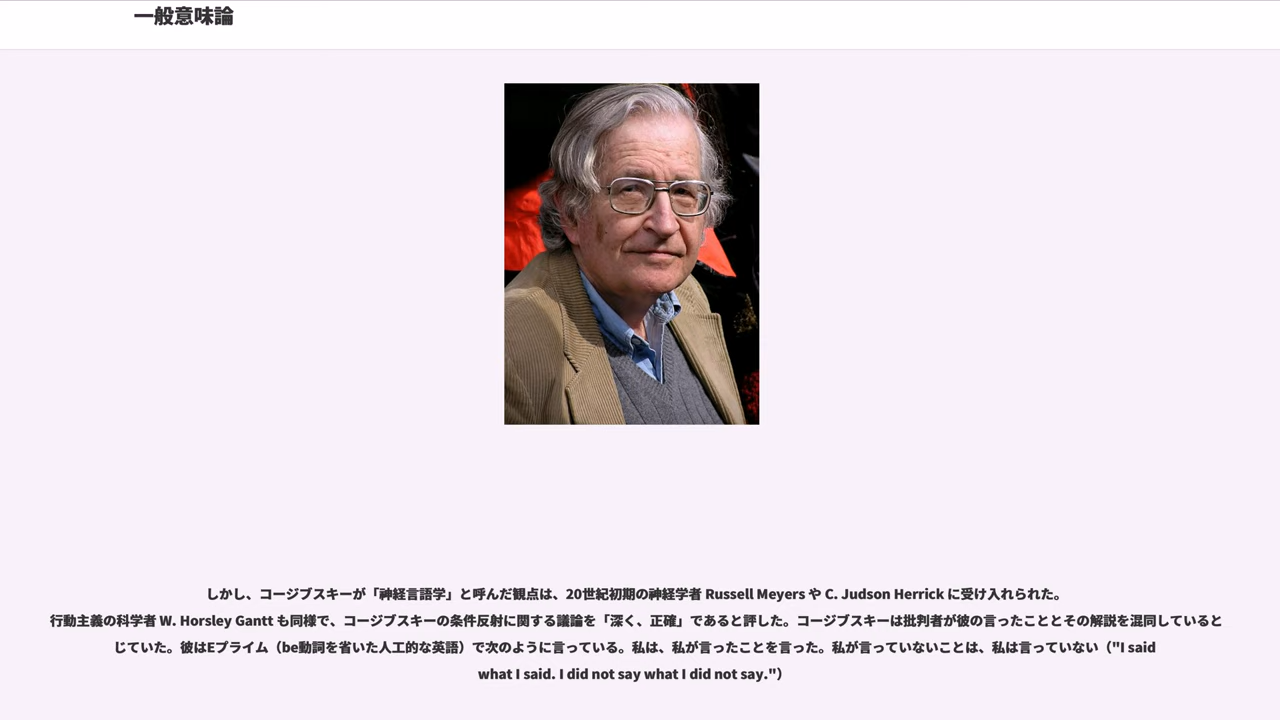 一般意味論
しかし、コージブスキーが「神経言語学」と呼んだ観点は、20世紀初期の神経学者 Russell Meyers や C. Judson Herrick に受け入れられた。
行動主義の科学者 W. Horsley Gantt も同様で、コージブスキーの条件反射に関する議論を「深く、正確」であると評した。コージブスキーは批判者が彼の言ったこととその解説を混同していると
じていた。彼はEプライム（be動詞を省いた人工的な英語）で次のように言っている。私は、私が言ったことを言った。私が言っていないことは、私は言っていない（"I said
what I said. I did not say what I did not say."）